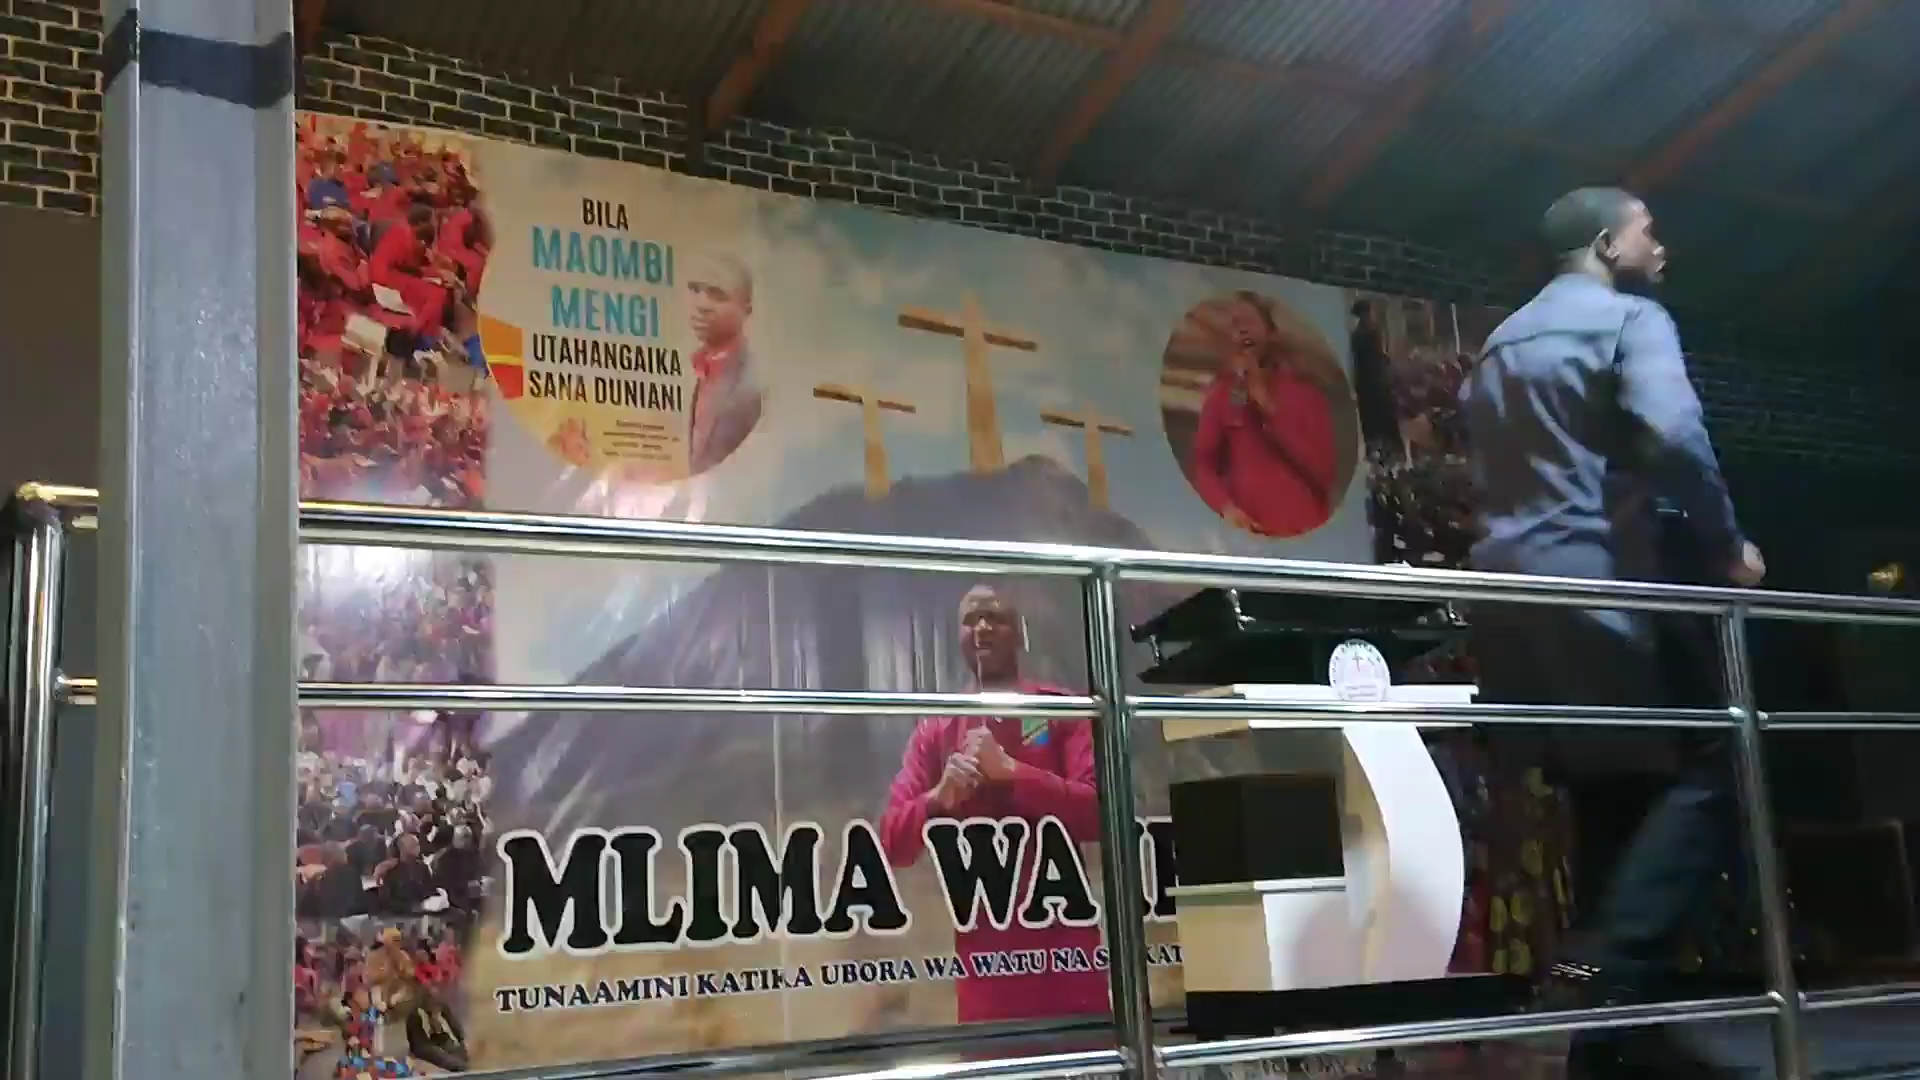 BILA
MAOMBI
MENGI
UTAHANGAIKA
SANA DUNIANI
MLIMA WA
TUNAAMINI KATIKA UBORA WA WATU NA